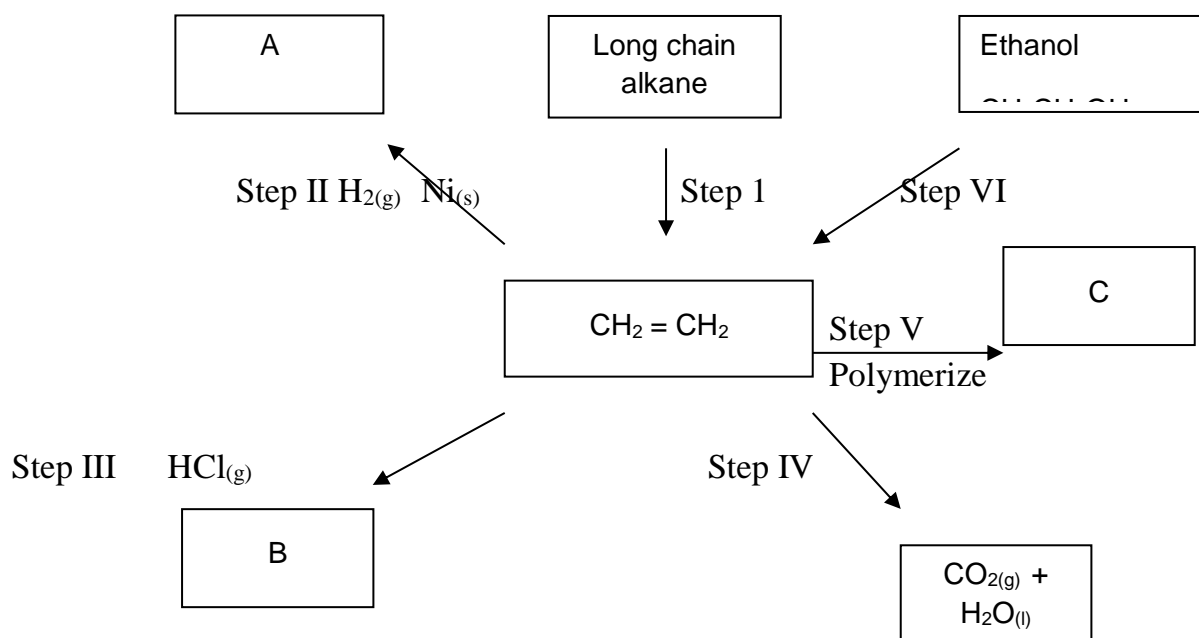 A
Long chain
alkane
Ethanol
Step II H₂(g) Ni(s)
Step 1
Step VI
CH₂ = CH₂
C
Step V
Polymerize
Step III HCl(g)
Step IV
B
CO₂(g) +
H₂O(l)